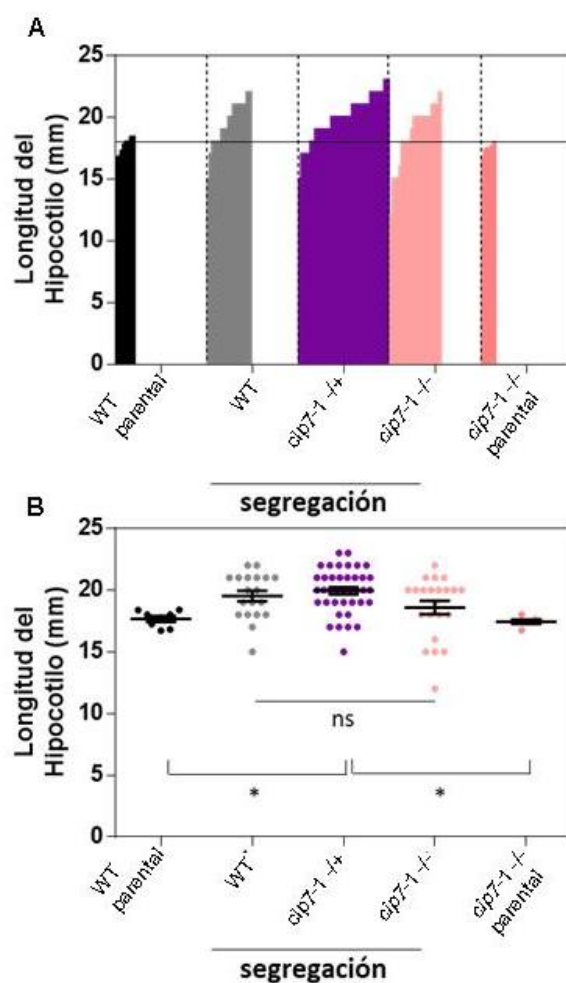 A
Longitud del
Hipocotilo (mm)
25
20
15
10
5
0
WT
parental
WT
cip7-1 -/+
cip7-1 -/-
cip7-1 -/-
parental
segregación
B
Longitud del
Hipocotilo (mm)
25
20
15
10
5
0
ns
*
*
WT
parental
WT
cip7-1 -/+
cip7-1 -/-
cip7-1 -/-
parental
segregación